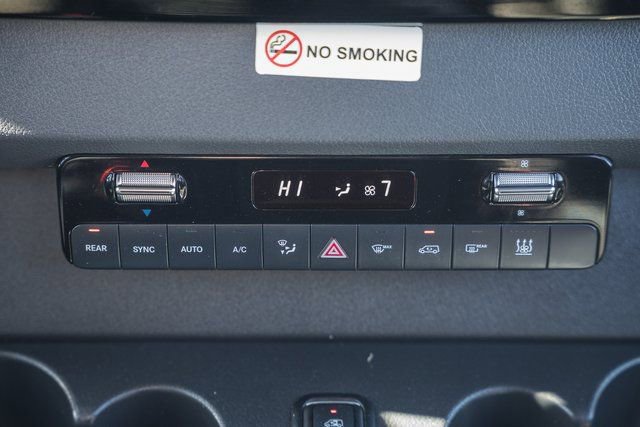 NO SMOKING
HI 7
REAR SYNC AUTO A/C MAX REAR